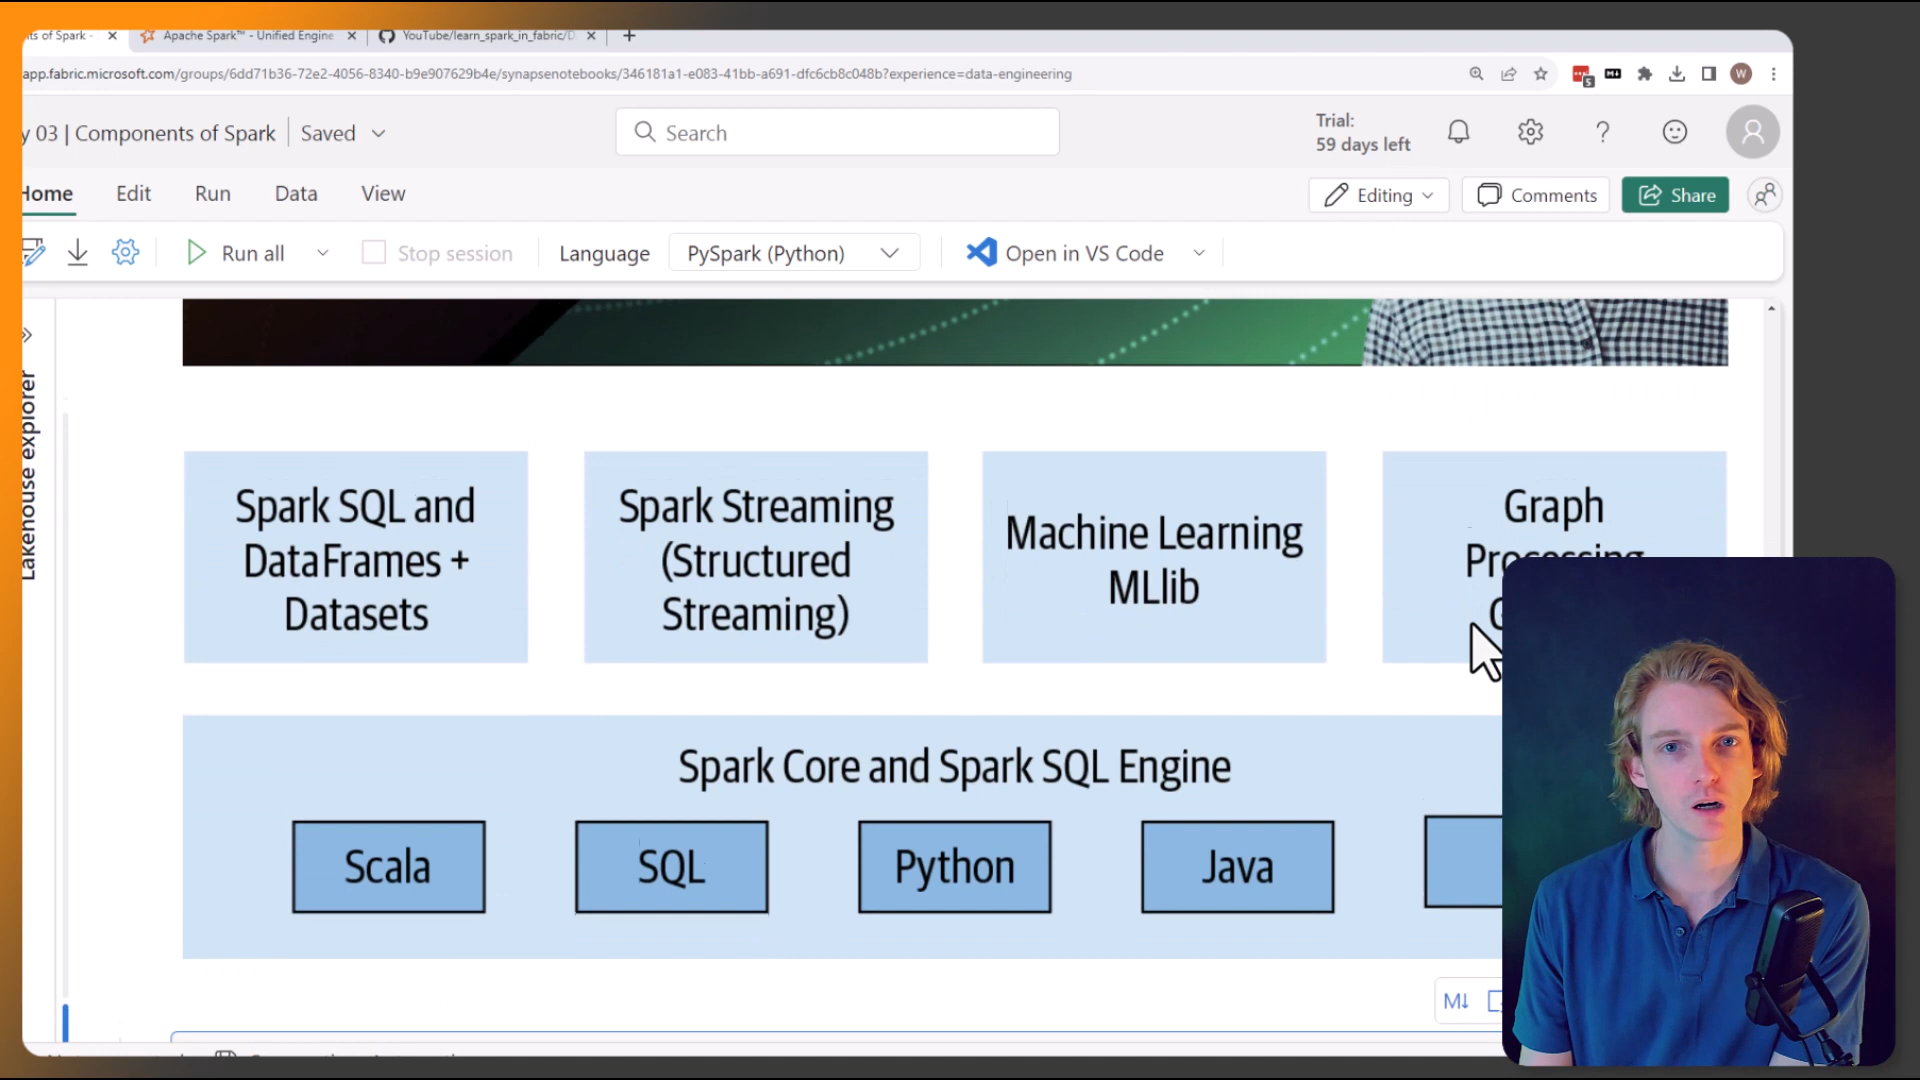 ts of Spark -
Apache Spark™ - Unified Engine
YouTube/learn_spark_in_fabric/D
app.fabric.microsoft.com/groups/6dd71b36-72e2-4056-8340-b9e907629b4e/synapsenotebooks/346181a1-e083-41bb-a691-dfc6cb8c048b?experience=data-engineering
5
W
y 03 | Components of Spark
Saved
Search
Trial:
59 days left
Home
Edit
Run
Data
View
Editing
Comments
Share
Run all
Stop session
Language
PySpark (Python)
Open in VS Code
Lakehouse explorer
Spark SQL and
DataFrames +
Datasets
Spark Streaming
(Structured
Streaming)
Machine Learning
MLlib
Graph
Processing
Spark Core and Spark SQL Engine
Scala
SQL
Python
Java
M↓